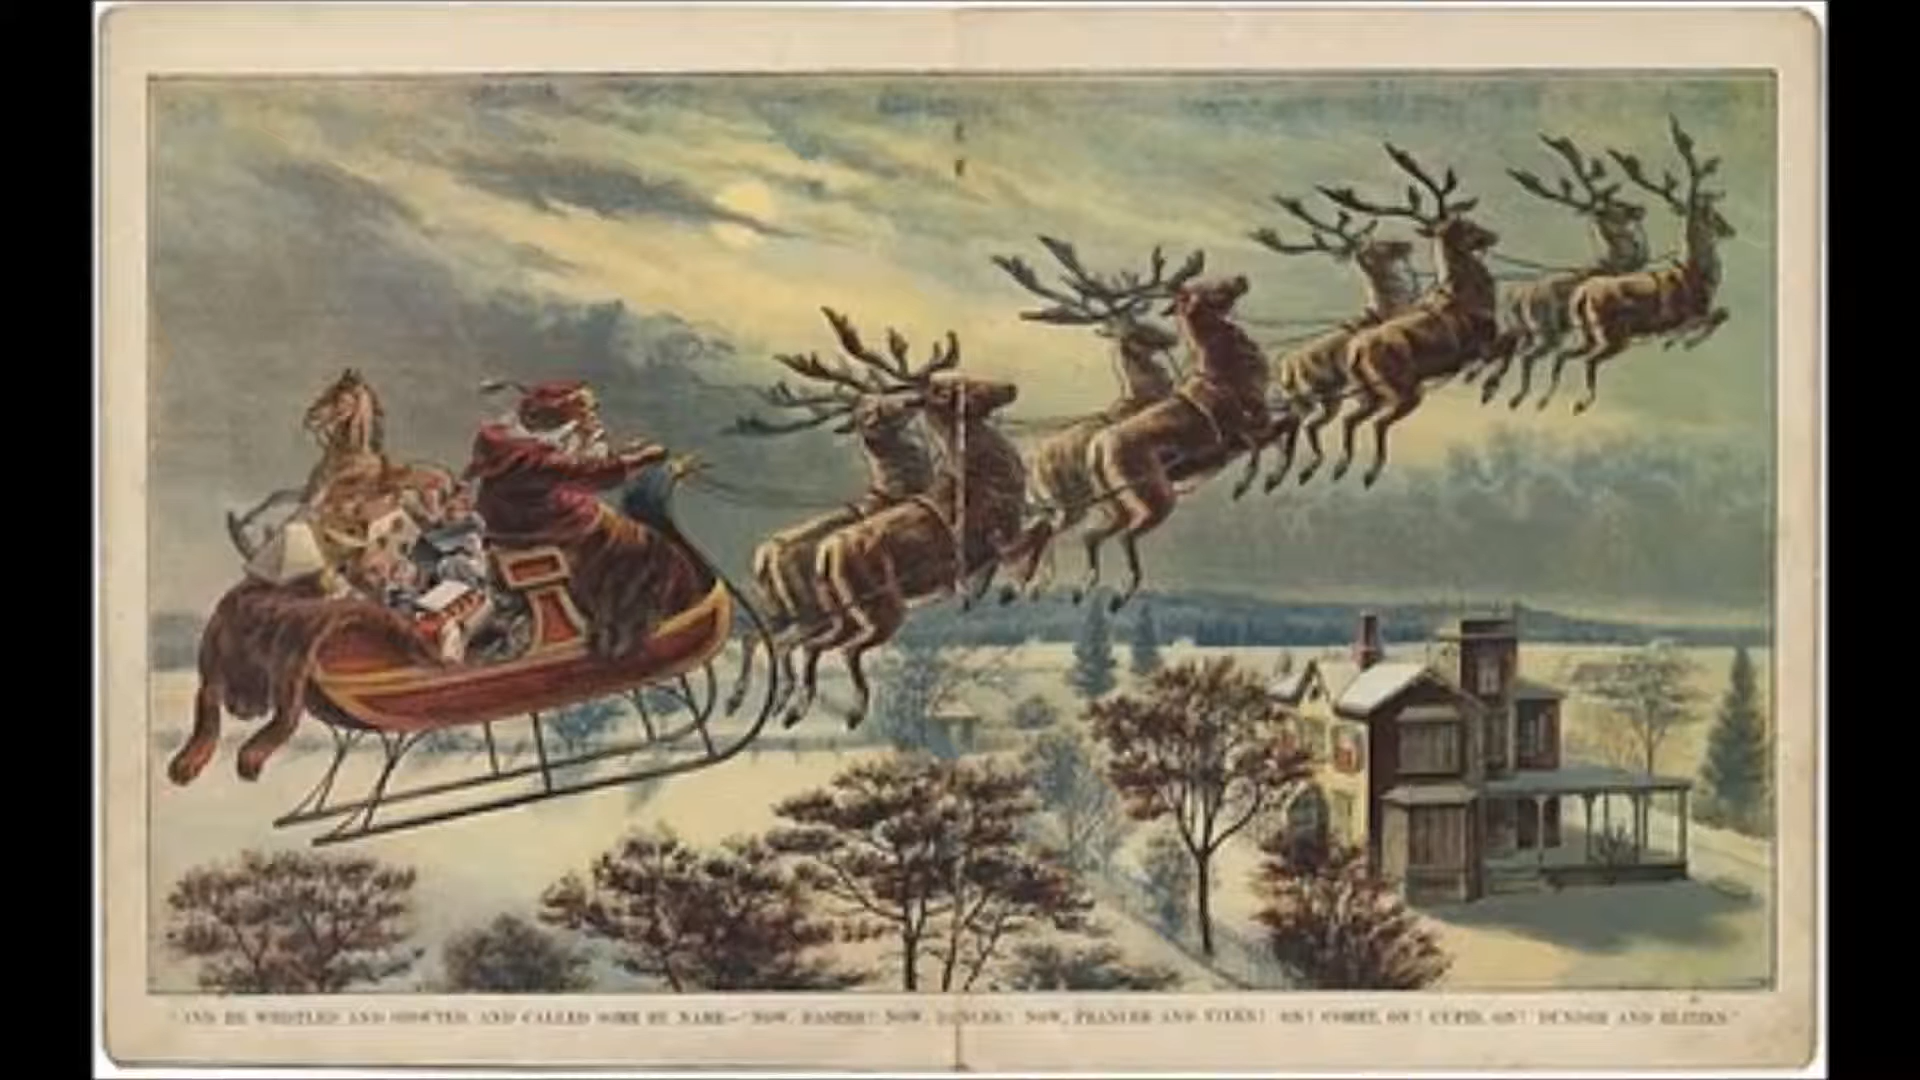 "AND HE WHISTLED AND SHOUTED AND CALLED THEM BY NAME—"NOW, DASHER! NOW, DANCER! NOW, PRANCER AND VIXEN! ON! COMET, ON! CUPID, ON! DUNDER AND BLITZEN."